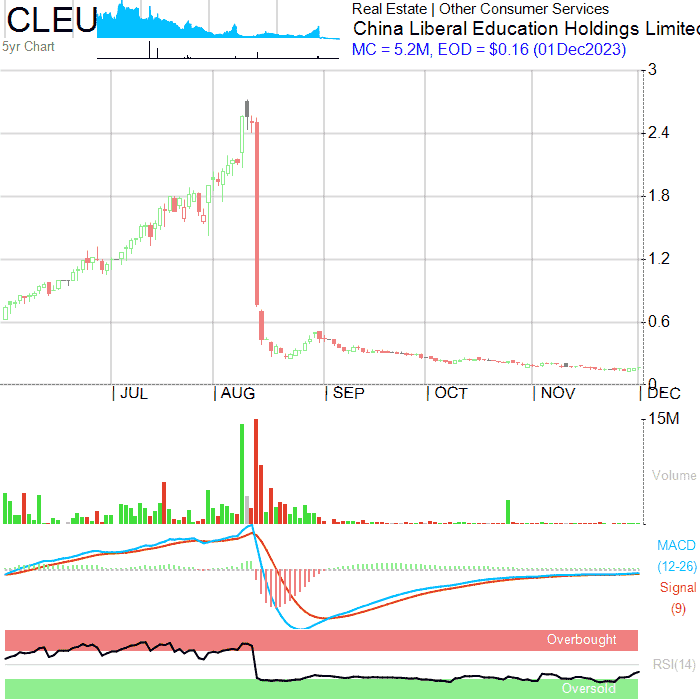 CLEU
Real Estate | Other Consumer Services
China Liberal Education Holdings Limited
5yr Chart
MC = 5.2M, EOD = $0.16 (01Dec2023)
3
2.4
1.8
1.2
0.6
0
JUL
AUG
SEP
OCT
NOV
DEC
15M
Volume
MACD
(12-26)
Signal
(9)
Overbought
RSI(14)
Oversold